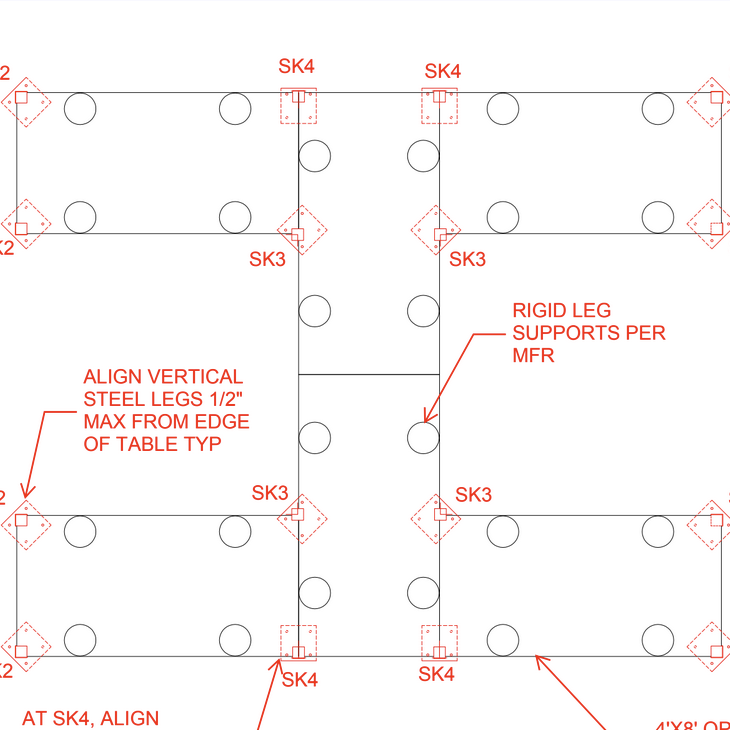 SK4
SK4
2
SK3
SK3
K2
RIGID LEG
SUPPORTS PER
MFR
ALIGN VERTICAL
STEEL LEGS 1/2"
MAX FROM EDGE
OF TABLE TYP
2
SK3
SK3
K2
SK4
SK4
AT SK4, ALIGN
4'X8' OR